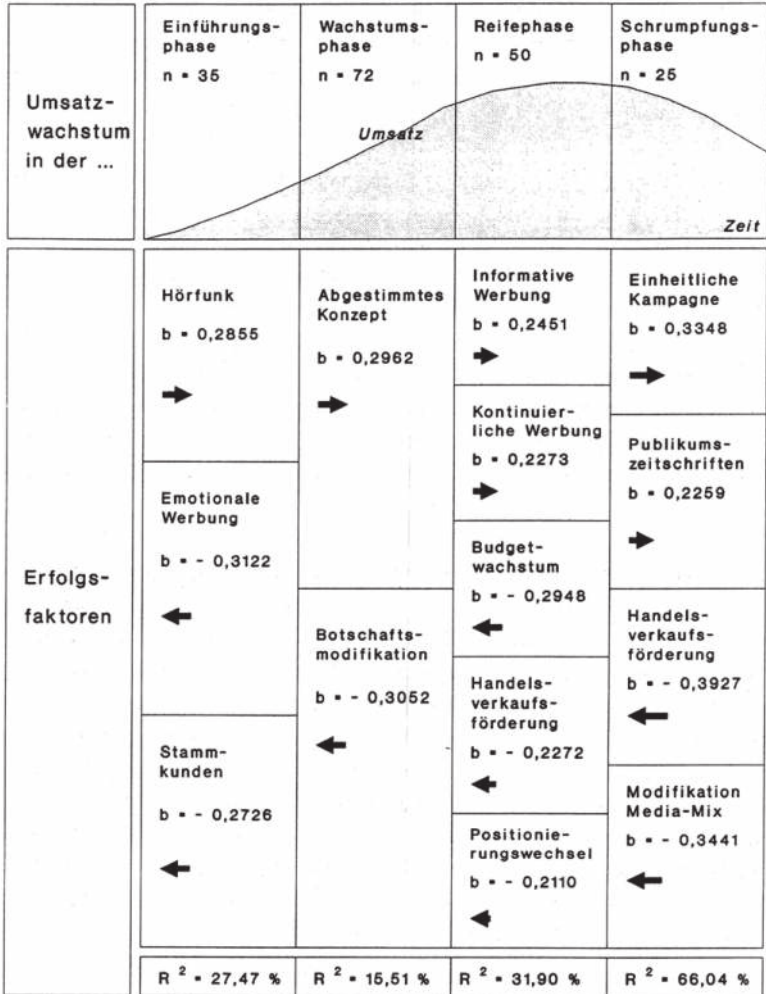 Umsatz-
wachstum
in der ...
Einführungs-
phase
n = 35
Wachstums-
phase
n = 72
Reifephase
n = 50
Schrumpfungs-
phase
n = 25
Umsatz
Zeit
Erfolgs-
faktoren
Hörfunk
b = 0,2855
Emotionale
Werbung
b = - 0,3122
Stamm-
kunden
b = - 0,2726
Abgestimmtes
Konzept
b = 0,2962
Botschafts-
modifikation
b = - 0,3052
Informative
Werbung
b = 0,2451
Kontinuier-
liche Werbung
b = 0,2273
Budget-
wachstum
b = - 0,2948
Handels-
verkaufs-
förderung
b = - 0,2272
Positionie-
rungswechsel
b = - 0,2110
Einheitliche
Kampagne
b = 0,3348
Publikums-
zeitschriften
b = 0,2259
Handels-
verkaufs-
förderung
b = - 0,3927
Modifikation
Media-Mix
b = - 0,3441
R² = 27,47 %
R² = 15,51 %
R² = 31,90 %
R² = 66,04 %